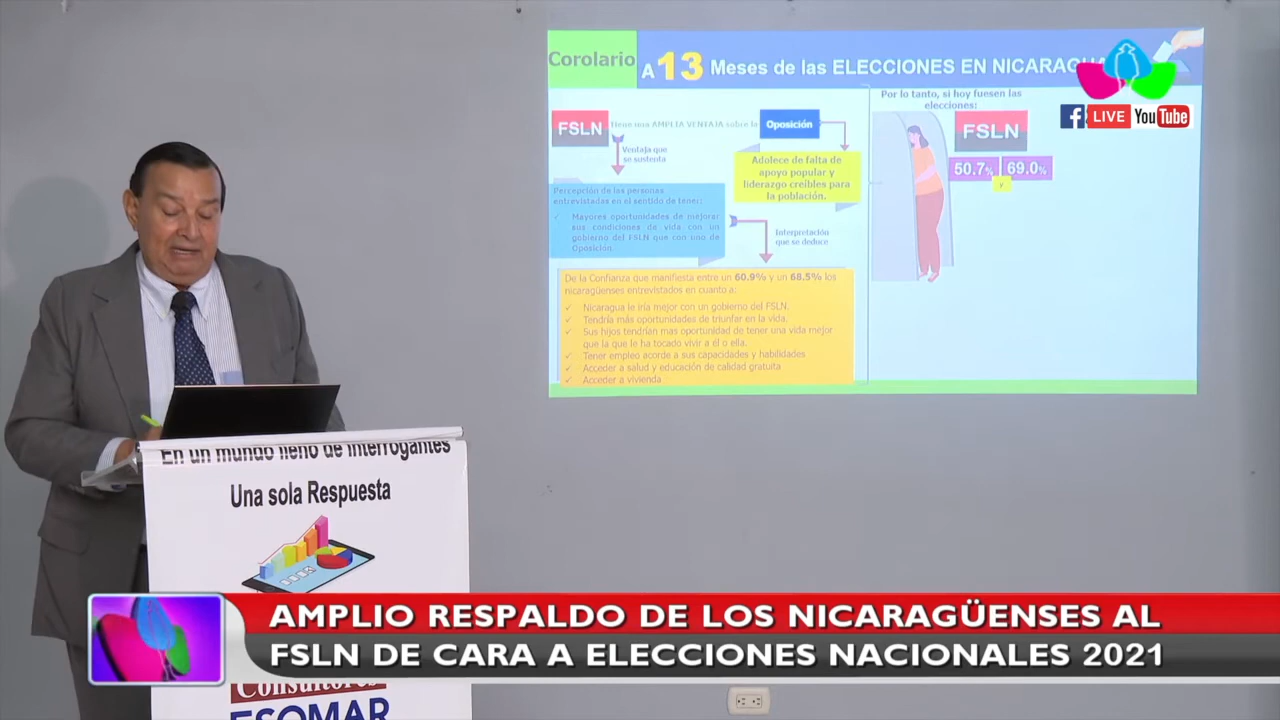 Corolario
A 13 Meses de las ELECCIONES EN NICARAGUA
FSLN
tiene una AMPLIA VENTAJA sobre la
Oposición
Ventaja que
se sustenta
Adolece de falta de
apoyo popular y
liderazgo creíbles para
la población.
Percepción de las personas
entrevistadas en el sentido de tener:
✓ Mayores oportunidades de mejorar
sus condiciones de vida con un
gobierno del FSLN que con uno de
Oposición.
Interpretación
que se deduce
De la Confianza que manifiesta entre un 60.9% y un 68.5% los
nicaragüenses entrevistados en cuanto a:
✓ Nicaragua le iría mejor con un gobierno del FSLN.
✓ Tendría más oportunidades de triunfar en la vida.
✓ Sus hijos tendrían mas oportunidad de tener una vida mejor
que la que le ha tocado vivir a él o ella.
✓ Tener empleo acorde a sus capacidades y habilidades
✓ Acceder a salud y educación de calidad gratuita
✓ Acceder a vivienda
Por lo tanto, si hoy fuesen las
elecciones:
FSLN
50.7% 69.0%
y
f LIVE YouTube
En un mundo lleno de interrogantes
Una sola Respuesta
AMPLIO RESPALDO DE LOS NICARAGÜENSES AL
FSLN DE CARA A ELECCIONES NACIONALES 2021
Consultores
ESOMAR